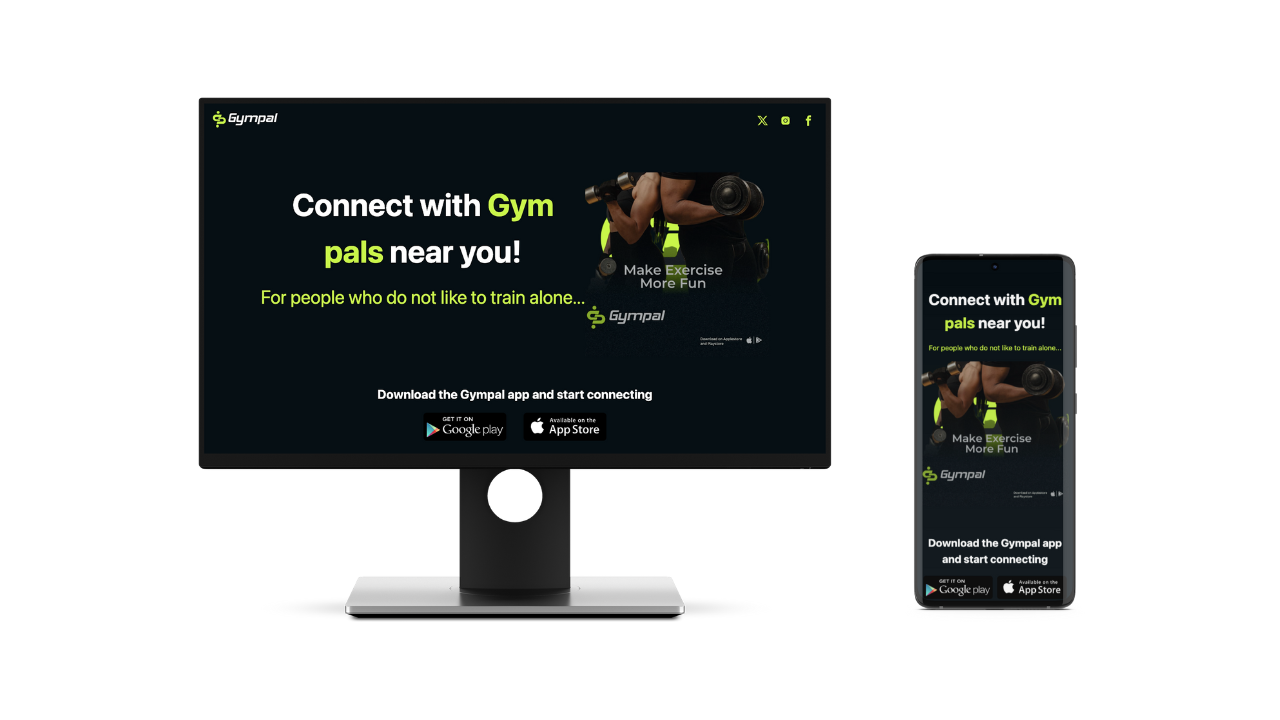 Gympal
Connect with Gym
pals near you!
For people who do not like to train alone...
Make Exercise
More Fun
Gympal
Download on Appstore
and Playstore
Download the Gympal app and start connecting
GET IT ON
Google play
Available on the
App Store
Connect with Gym
pals near you!
For people who do not like to train alone...
Make Exercise
More Fun
Gympal
Download on Appstore
and Playstore
Download the Gympal app
and start connecting
GET IT ON
Google play
Available on the
App Store